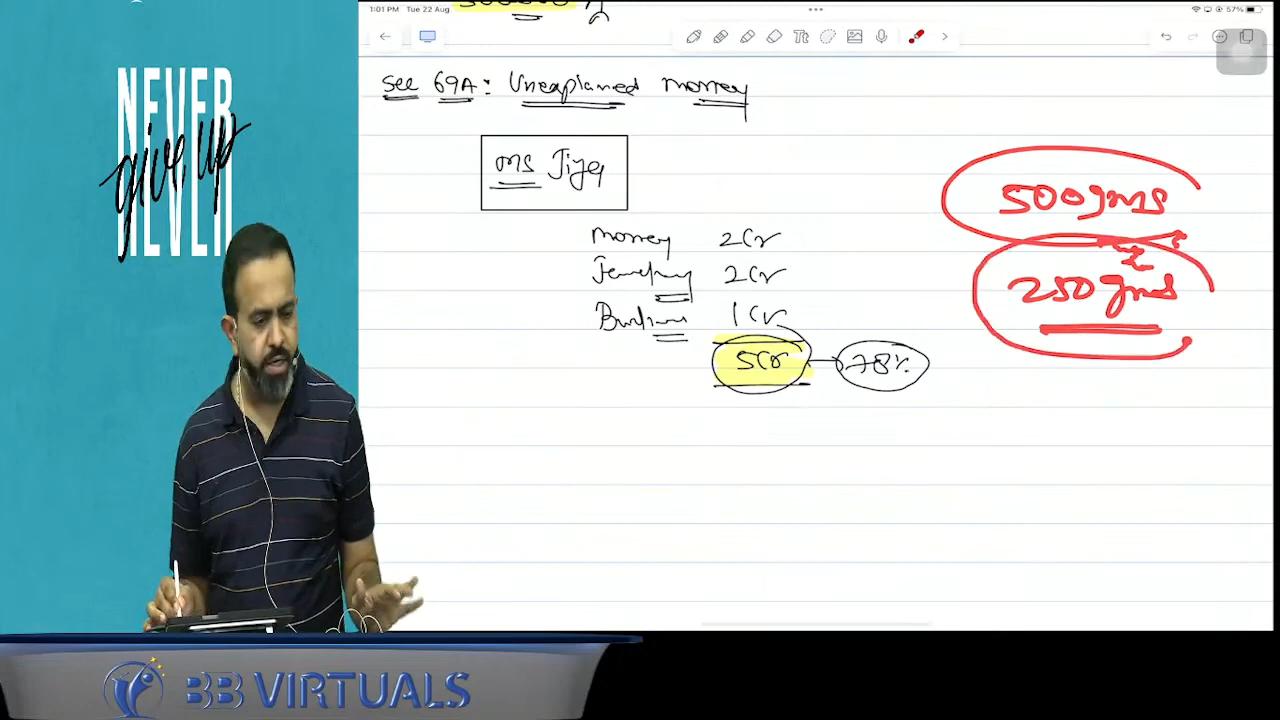 1:01 PM Tue 22 Aug
57%
NEVER
give up
NEVER
Sec 69A: Unexplained money
Ms Jiya
money 2Cr
Jewellery 2Cr
Bullion 1Cr
5Cr 78%
500gms
250gms
BB VIRTUALS